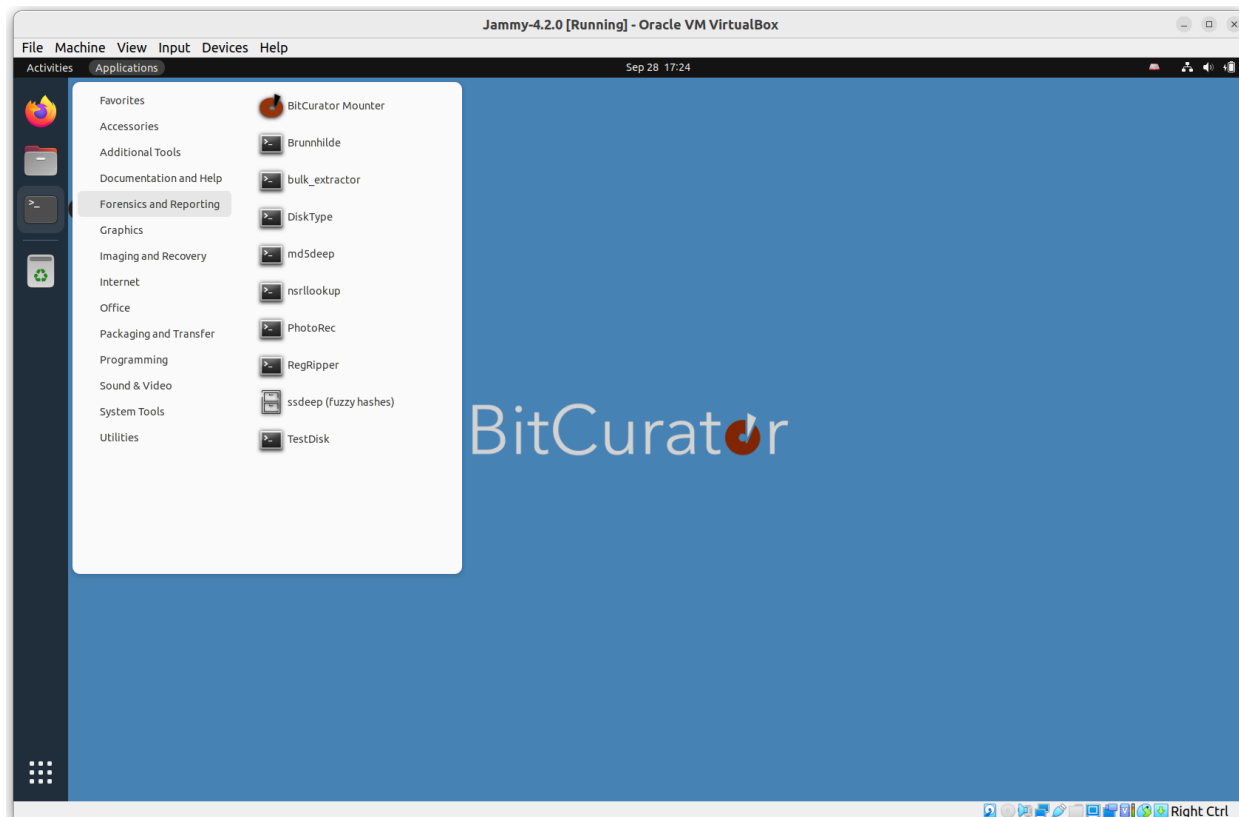 Jammy-4.2.0 [Running] - Oracle VM VirtualBox
File Machine View Input Devices Help
Activities Applications Sep 28 17:24
Favorites
Accessories
Additional Tools
Documentation and Help
Forensics and Reporting
Graphics
Imaging and Recovery
Internet
Office
Packaging and Transfer
Programming
Sound & Video
System Tools
Utilities
BitCurator Mounter
Brunnhilde
bulk_extractor
DiskType
md5deep
nsrllookup
PhotoRec
RegRipper
ssdeep (fuzzy hashes)
TestDisk
BitCurator
Right Ctrl